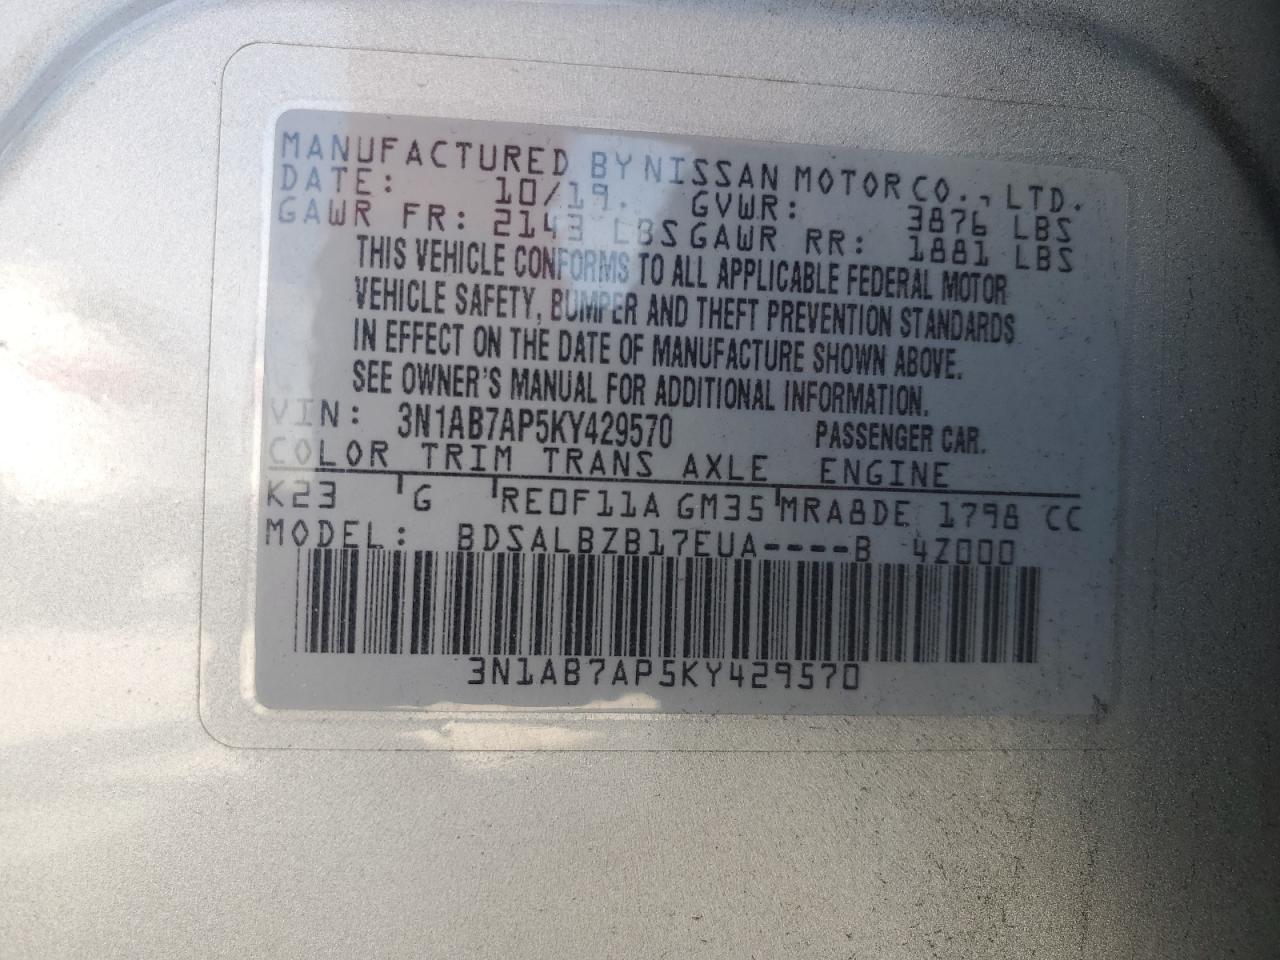 MANUFACTURED BY NISSAN MOTOR CO., LTD.
DATE: 10/19. GVWR: 3876 LBS
GAWR FR: 2143 LBS GAWR RR: 1881 LBS
THIS VEHICLE CONFORMS TO ALL APPLICABLE FEDERAL MOTOR
VEHICLE SAFETY, BUMPER AND THEFT PREVENTION STANDARDS
IN EFFECT ON THE DATE OF MANUFACTURE SHOWN ABOVE.
SEE OWNER'S MANUAL FOR ADDITIONAL INFORMATION.
VIN: 3N1AB7AP5KY429570 PASSENGER CAR.
COLOR TRIM TRANS AXLE ENGINE
K23 G RE0F11A GM35 MRA8DE 1798 CC
MODEL: BDSALBZB17EUA----B 4Z000
3N1AB7AP5KY429570